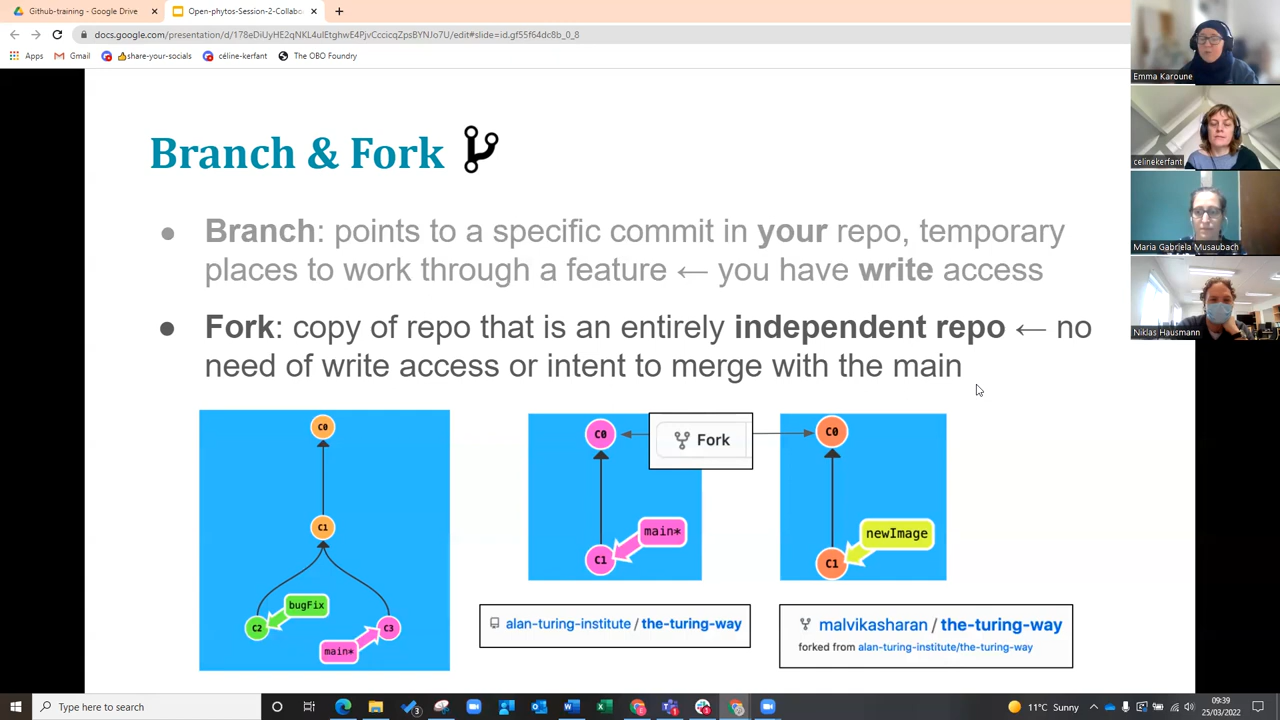 Github-training - Google Drive
Open-phytos-Session-2-Collabo
docs.google.com/presentation/d/178eDiUyHE2qNKL4uIEtghwE4PjvCccicqZpsBYNJo7U/edit#slide=id.gf55f64dc8b_0_8
Apps
Gmail
👍share-your-socials
céline-kerfant
The OBO Foundry
Emma Karoune
celinekerfant
Maria Gabriela Musaubach
Niklas Hausmann
Branch & Fork
● Branch: points to a specific commit in your repo, temporary
places to work through a feature ← you have write access
● Fork: copy of repo that is an entirely independent repo ← no
need of write access or intent to merge with the main
C0
C1
bugFix
C2
C3
main*
C0
Fork
C0
main*
C1
newImage
C1
alan-turing-institute / the-turing-way
malvikasharan / the-turing-way
forked from alan-turing-institute/the-turing-way
Type here to search
11°C Sunny
09:39
25/03/2022